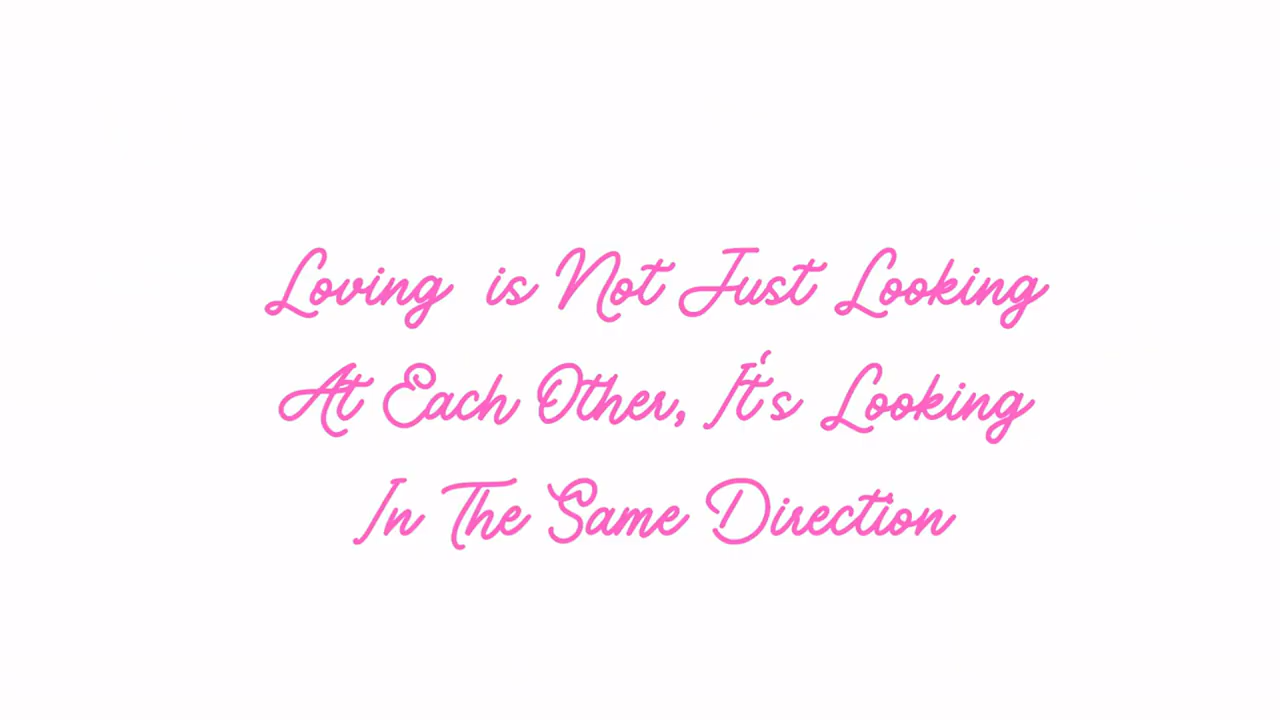 Loving is Not Just Looking
At Each Other, It's Looking
In The Same Direction